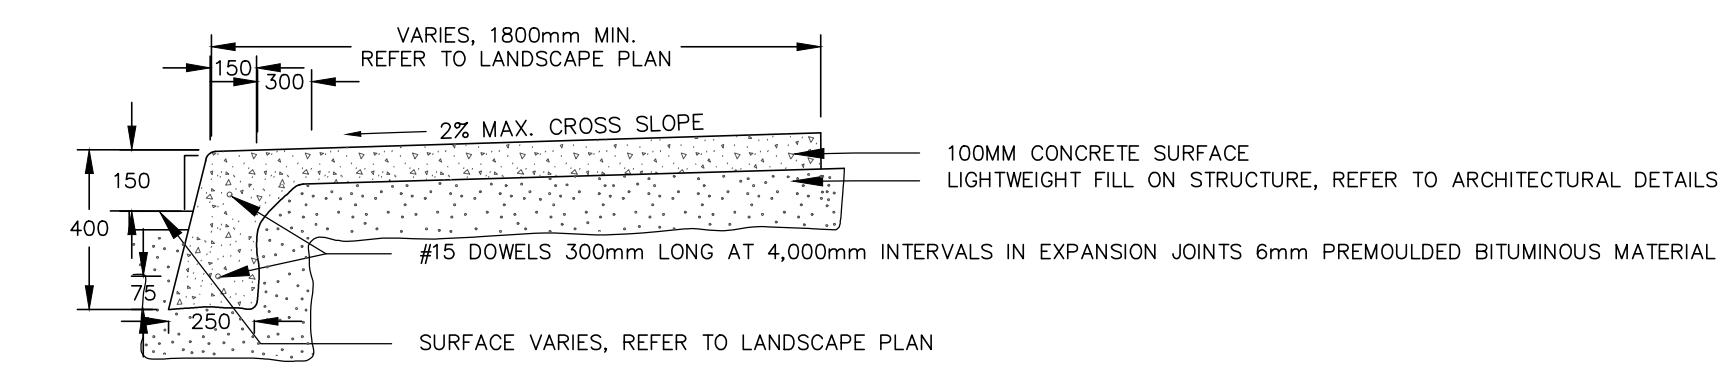 VARIES, 1800mm MIN.
REFER TO LANDSCAPE PLAN
150
300
2% MAX. CROSS SLOPE
100MM CONCRETE SURFACE
150
LIGHTWEIGHT FILL ON STRUCTURE, REFER TO ARCHITECTURAL DETAILS
400
#15 DOWELS 300mm LONG AT 4,000mm INTERVALS IN EXPANSION JOINTS 6mm PREMOULDED BITUMINOUS MATERIAL
75
250
SURFACE VARIES, REFER TO LANDSCAPE PLAN